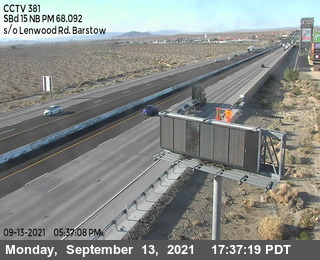 CCTV 381
SBd 15 NB PM 68.092
s/o Lenwood Rd. Barstow
09-13-2021 05:37:08 PM
Monday, September 13, 2021 17:37:19 PDT